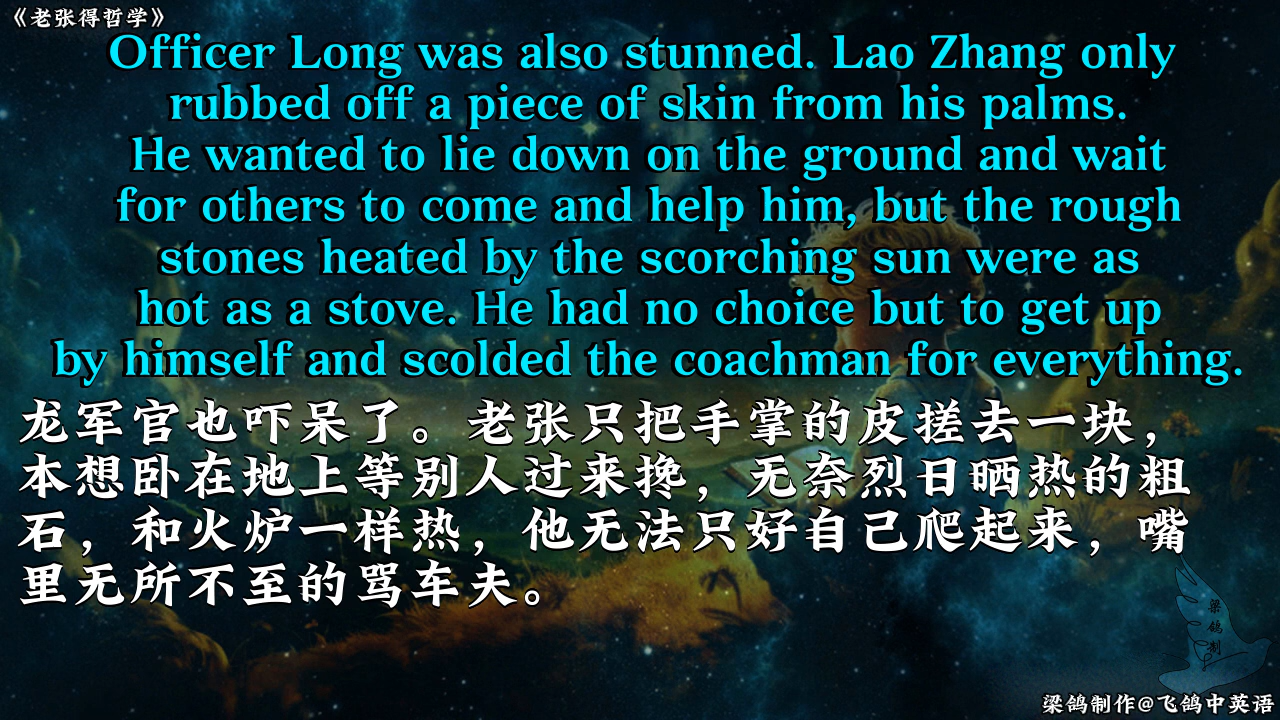 《老张得哲学》
Officer Long was also stunned. Lao Zhang only
rubbed off a piece of skin from his palms.
He wanted to lie down on the ground and wait
for others to come and help him, but the rough
stones heated by the scorching sun were as
hot as a stove. He had no choice but to get up
by himself and scolded the coachman for everything.
龙军官也吓呆了。老张只把手掌的皮搓去一块，
本想卧在地上等别人过来搀，无奈烈日晒热的粗
石，和火炉一样热，他无法只好自己爬起来，嘴
里无所不至的骂车夫。
梁鸽制
梁鸽制作@飞鸽中英语